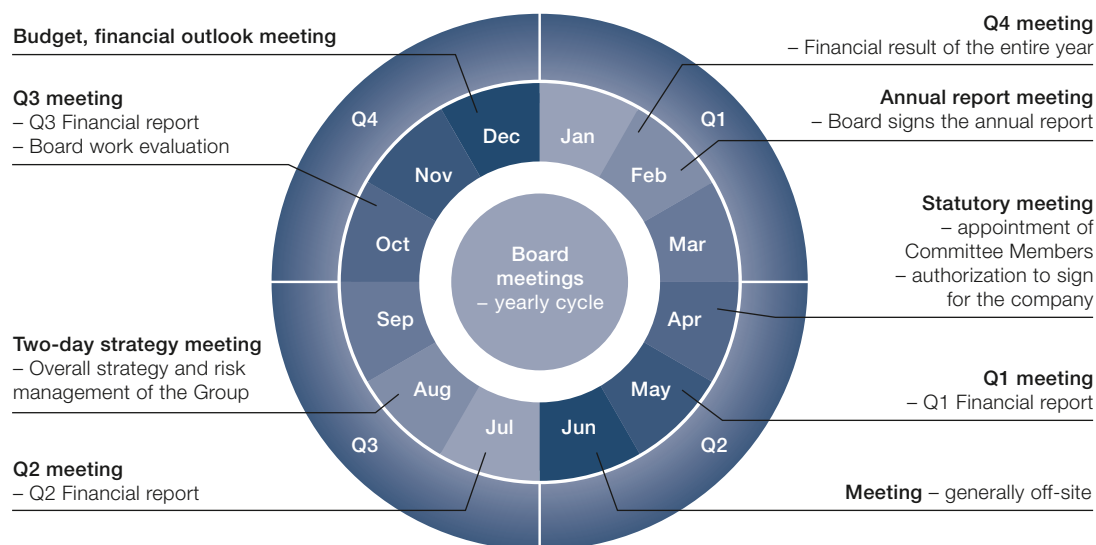 Budget, financial outlook meeting
Q3 meeting
– Q3 Financial report
– Board work evaluation
Two-day strategy meeting
– Overall strategy and risk
management of the Group
Q2 meeting
– Q2 Financial report
Q4
Q1
Q3
Q2
Dec
Jan
Nov
Feb
Oct
Mar
Sep
Apr
Aug
May
Jul
Jun
Board
meetings
– yearly cycle
Q4 meeting
– Financial result of the entire year
Annual report meeting
– Board signs the annual report
Statutory meeting
– appointment of
Committee Members
– authorization to sign
for the company
Q1 meeting
– Q1 Financial report
Meeting – generally off-site